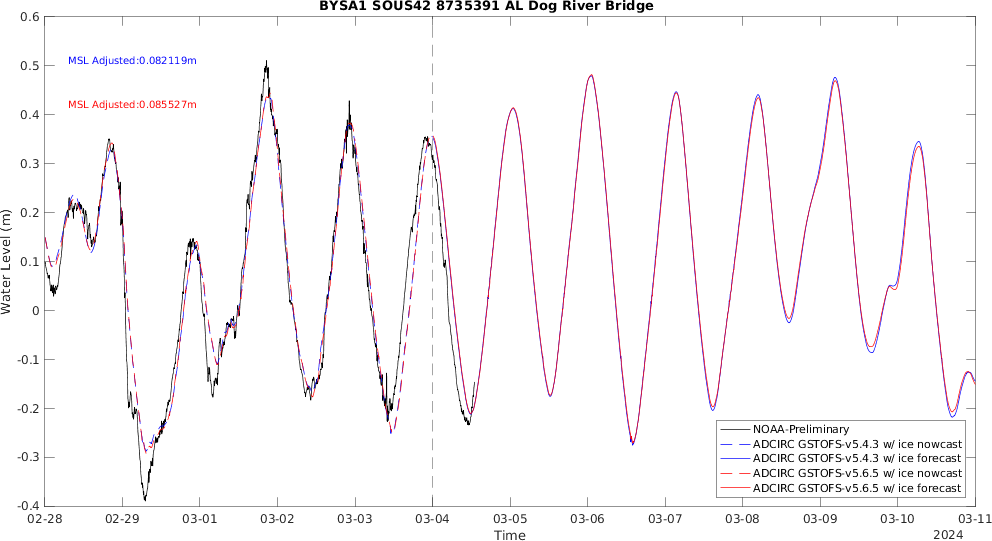 BYSA1 SOUS42 8735391 AL Dog River Bridge
0.6
0.5
0.4
0.3
0.2
0.1
0
-0.1
-0.2
-0.3
-0.4
Water Level (m)
MSL Adjusted:0.082119m
MSL Adjusted:0.085527m
NOAA-Preliminary
ADCIRC GSTOFS-v5.4.3 w/ ice nowcast
ADCIRC GSTOFS-v5.4.3 w/ ice forecast
ADCIRC GSTOFS-v5.6.5 w/ ice nowcast
ADCIRC GSTOFS-v5.6.5 w/ ice forecast
02-28 02-29 03-01 03-02 03-03 03-04 03-05 03-06 03-07 03-08 03-09 03-10 03-11
Time
2024